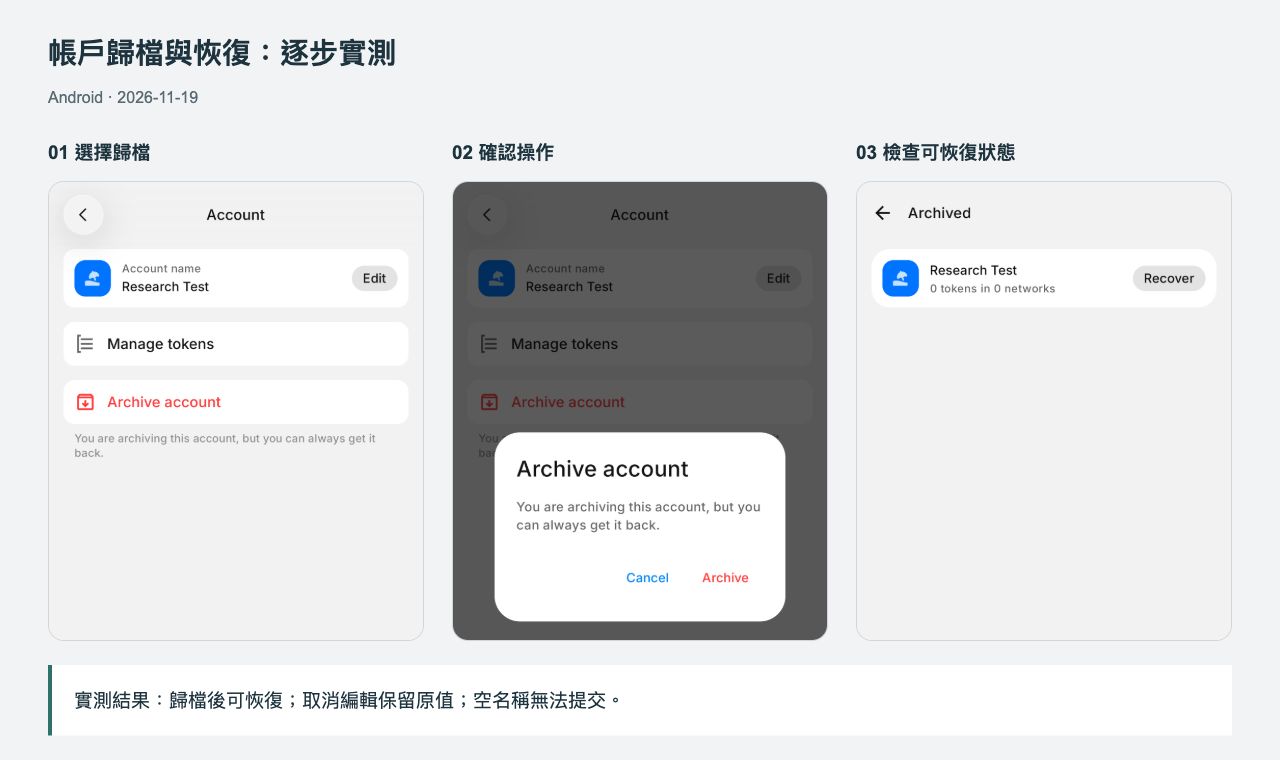 帳戶歸檔與恢復：逐步實測
Android · 2026-11-19
01 選擇歸檔
Account
Account name
Research Test
Edit
Manage tokens
Archive account
You are archiving this account, but you can always get it
back.
02 確認操作
Account
Account name
Research Test
Edit
Manage tokens
Archive account
Archive account
You are archiving this account, but you
can always get it back.
Cancel
Archive
03 檢查可恢復狀態
Archived
Research Test
0 tokens in 0 networks
Recover
實測結果：歸檔後可恢復；取消編輯保留原值；空名稱無法提交。